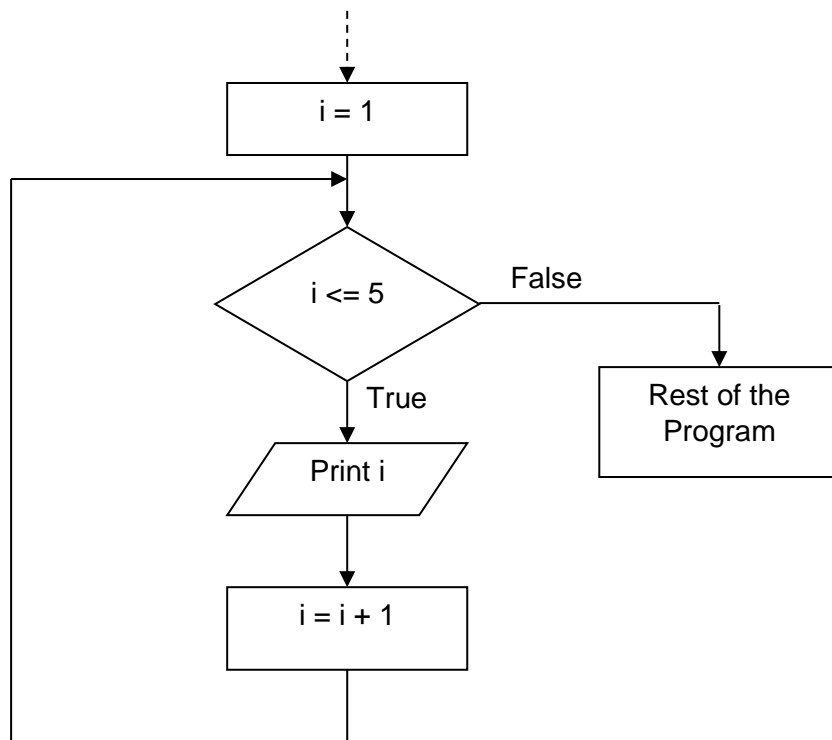 i = 1
i <= 5
False
True
Rest of the
Program
Print i
i = i + 1